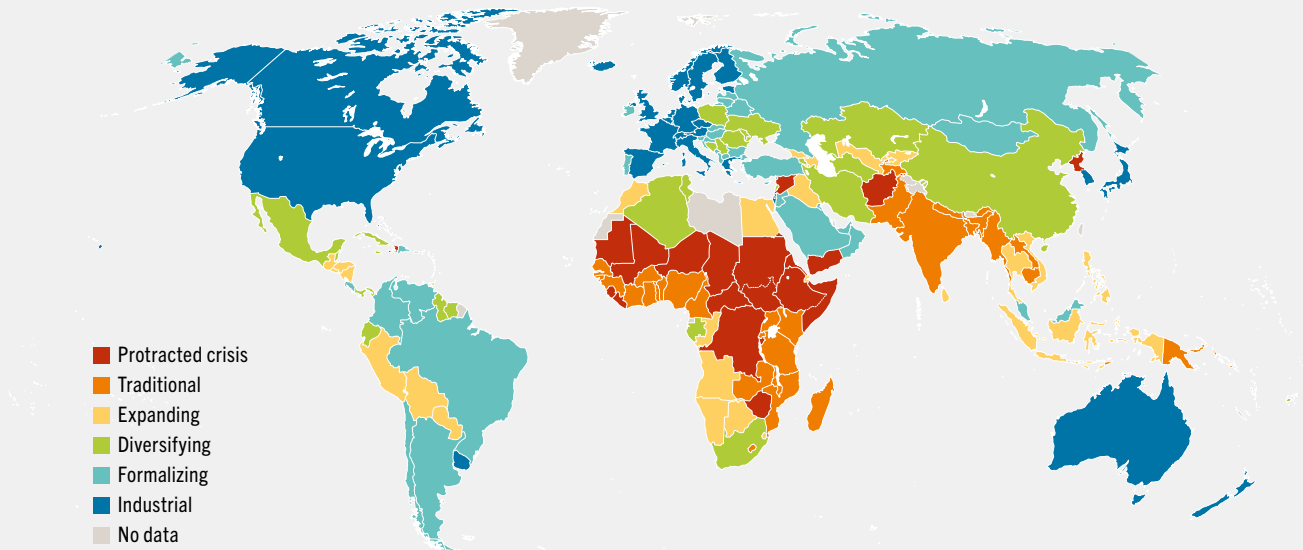 Protracted crisis
Traditional
Expanding
Diversifying
Formalizing
Industrial
No data